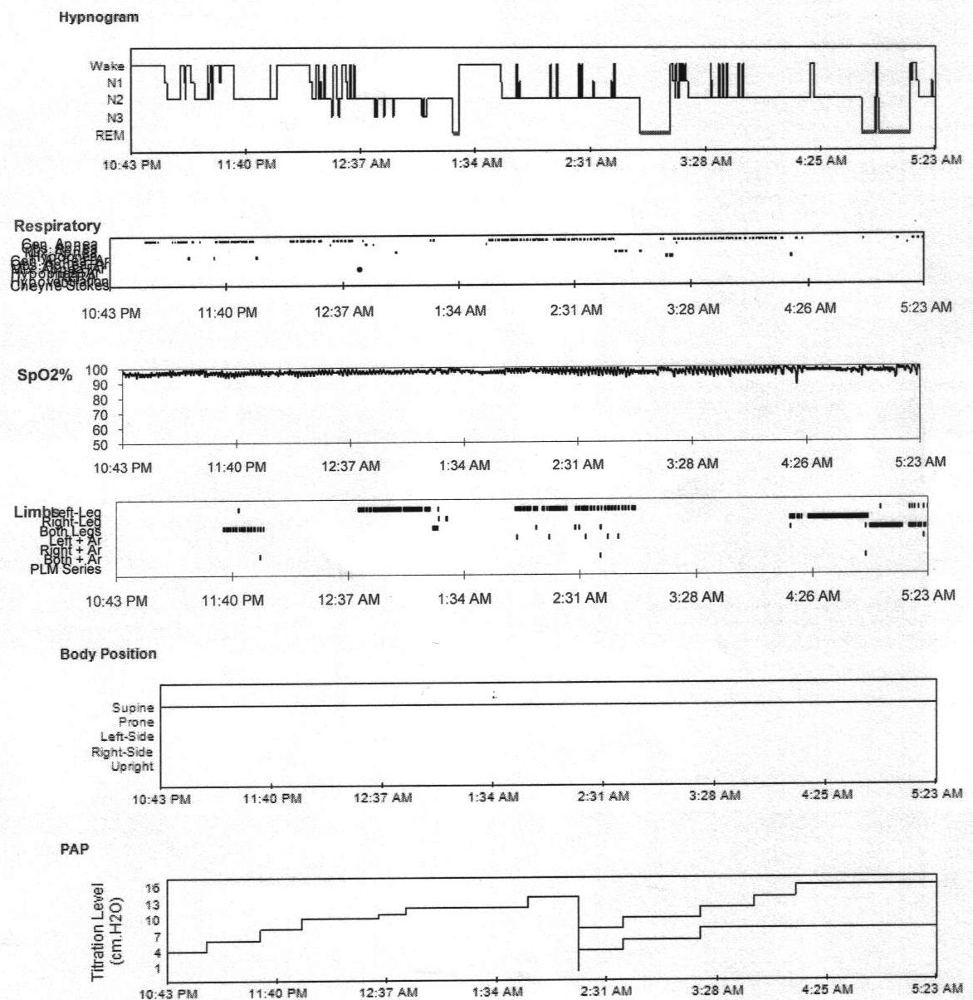 Hypnogram
Wake
N1
N2
N3
REM
10:43 PM 11:40 PM 12:37 AM 1:34 AM 2:31 AM 3:28 AM 4:25 AM 5:23 AM
Respiratory
Cen. Apnea
Cheyne-Stokes
10:43 PM 11:40 PM 12:37 AM 1:34 AM 2:31 AM 3:28 AM 4:26 AM 5:23 AM
SpO2%
100
90
80
70
60
50
10:43 PM 11:40 PM 12:37 AM 1:34 AM 2:31 AM 3:28 AM 4:26 AM 5:23 AM
Limbs
Left-Leg
Right-Leg
Both Legs
Left + Ar
Right + Ar
Both + Ar
PLM Series
10:43 PM 11:40 PM 12:37 AM 1:34 AM 2:31 AM 3:28 AM 4:26 AM 5:23 AM
Body Position
Supine
Prone
Left-Side
Right-Side
Upright
10:43 PM 11:40 PM 12:37 AM 1:34 AM 2:31 AM 3:28 AM 4:25 AM 5:23 AM
PAP
Titration Level
(cm.H2O)
16
13
10
7
4
1
10:43 PM 11:40 PM 12:37 AM 1:34 AM 2:31 AM 3:28 AM 4:25 AM 5:23 AM